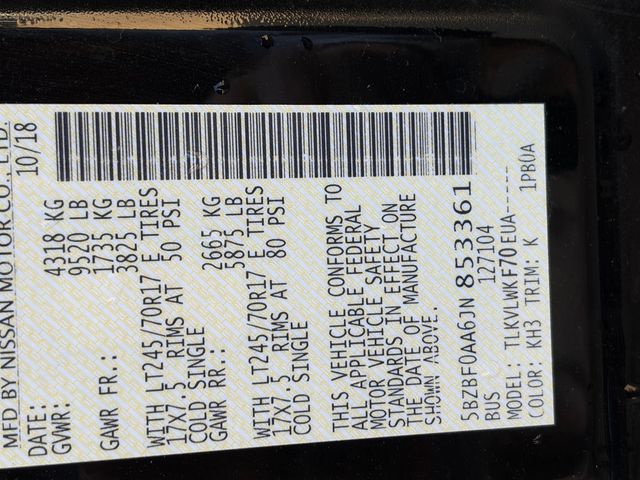 MFD BY NISSAN MOTOR CO., LTD.
DATE: 10/18
GVWR: 4318 KG
9520 LB
GAWR FR.: 1735 KG
3825 LB
WITH LT245/70R17 E TIRES
17X7.5 RIMS AT 50 PSI
COLD SINGLE
GAWR RR.: 2665 KG
5875 LB
WITH LT245/70R17 E TIRES
17X7.5 RIMS AT 80 PSI
COLD SINGLE
THIS VEHICLE CONFORMS TO
ALL APPLICABLE FEDERAL
MOTOR VEHICLE SAFETY
STANDARDS IN EFFECT ON
THE DATE OF MANUFACTURE
SHOWN ABOVE.
5BZBF0AA6JN853361
BUS 127104
MODEL: TLKVLWKF70EUA-----
COLOR: KH3 TRIM: K 1PB0A